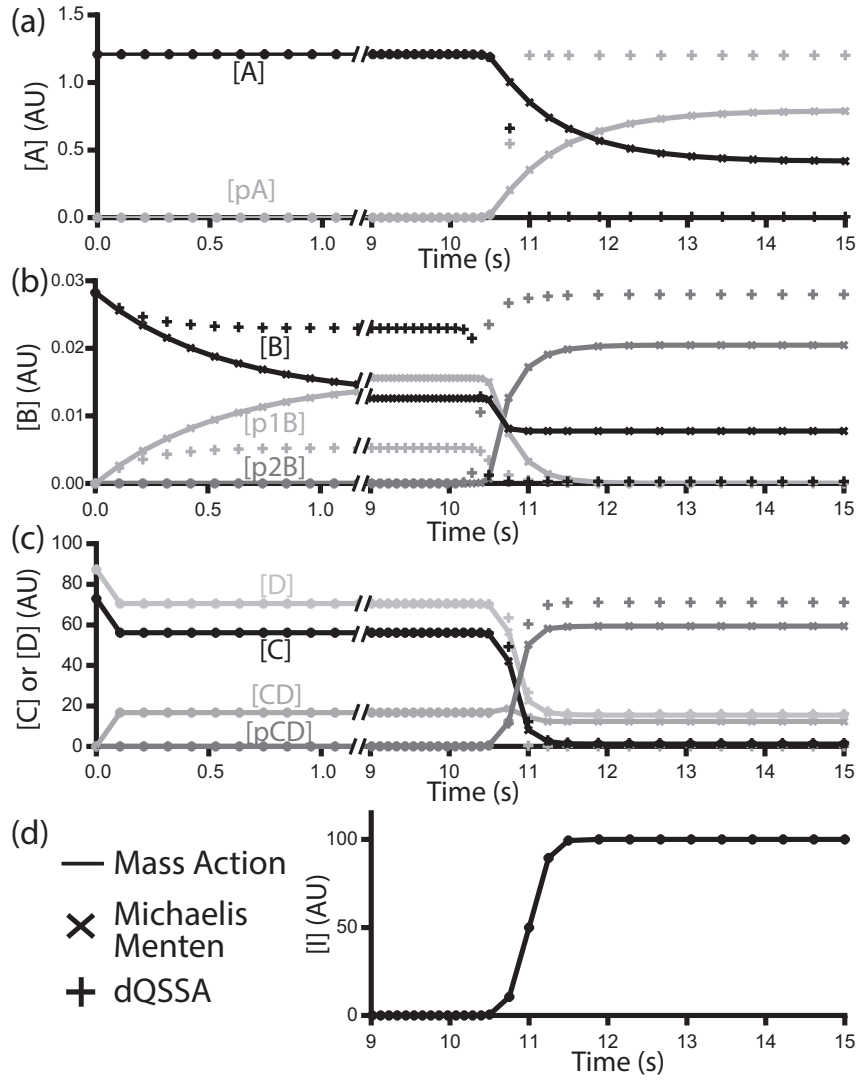 (a)
1.5
1.0
0.5
0.0
[A] (AU)
[A]
[pA]
0.0 0.5 1.0 9 10 11 12 13 14 15
Time (s)
(b)
0.03
0.02
0.01
0.00
[B] (AU)
[B]
[p1B]
[p2B]
0.0 0.5 1.0 9 10 11 12 13 14 15
Time (s)
(c)
100
80
60
40
20
0
[C] or [D] (AU)
[D]
[C]
[CD]
[pCD]
0.0 0.5 1.0 9 10 11 12 13 14 15
Time (s)
(d)
Mass Action
Michaelis
Menten
dQSSA
100
50
0
[I] (AU)
9 10 11 12 13 14 15
Time (s)